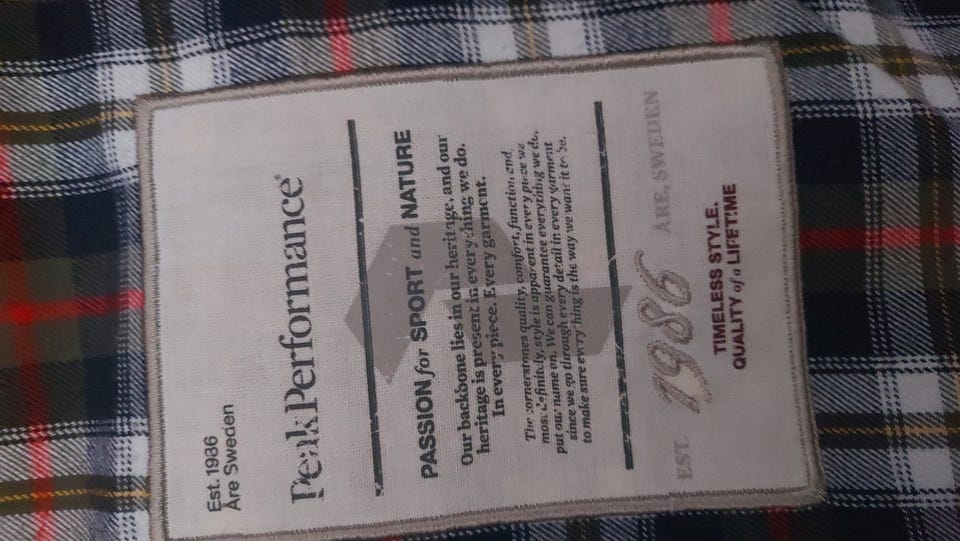 Est. 1986
Åre Sweden
Peak Performance®
PASSION for SPORT and NATURE
Our backbone lies in our heritage, and our
heritage is present in everything we do.
In every piece. Every garment.
The cornerstones quality, comfort, function and
most definitely, style is apparent in every piece we
put our name on. We can guarantee everything we do,
since we go through every detail in every garment
to make sure everything is the way we want it to be.
EST. 1986 ARE, SWEDEN
TIMELESS STYLE.
QUALITY of a LIFETIME